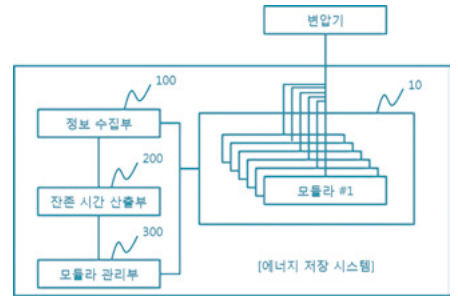 변압기
100
정보 수집부
10
200
잔존 시간 산출부
모듈라 #1
300
모듈라 관리부
[에너지 저장 시스템]